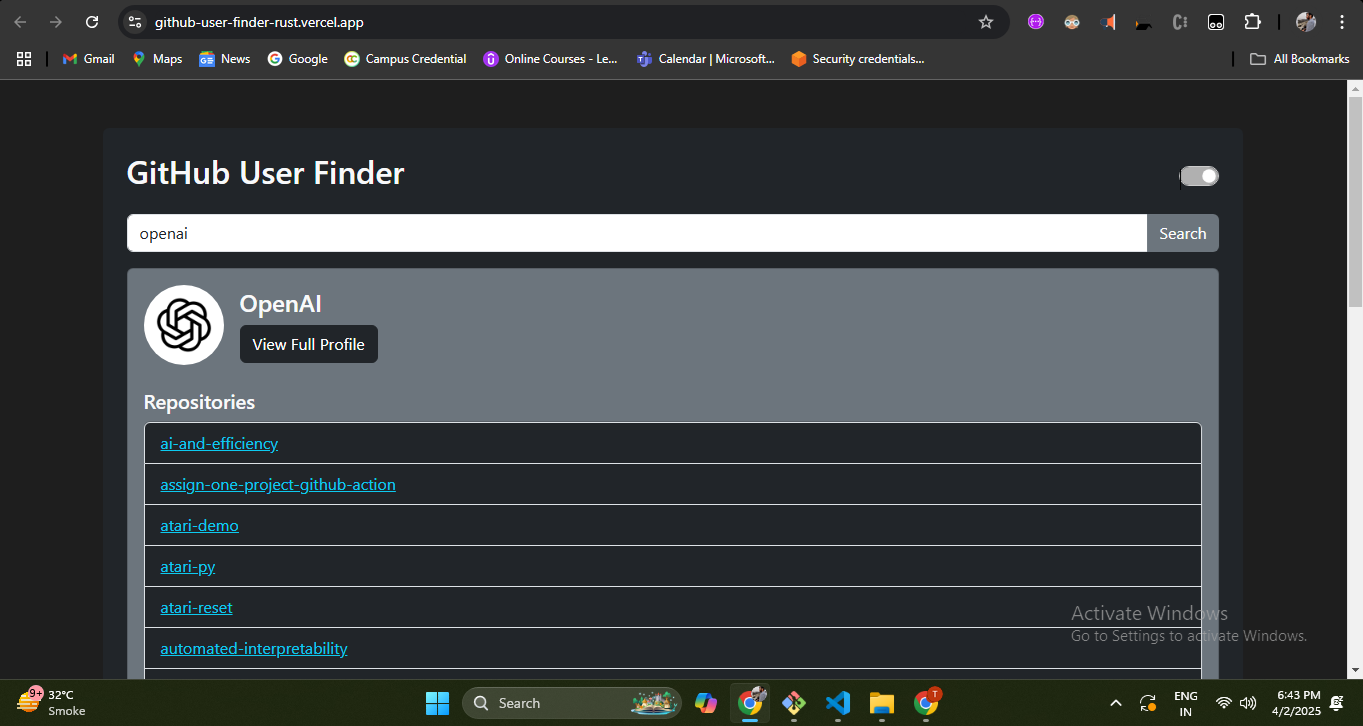 github-user-finder-rust.vercel.app
Gmail Maps News Google Campus Credential Online Courses - Le... Calendar | Microsoft... Security credentials... All Bookmarks
GitHub User Finder
openai Search
OpenAI
View Full Profile
Repositories
ai-and-efficiency
assign-one-project-github-action
atari-demo
atari-py
atari-reset
automated-interpretability
Activate Windows
Go to Settings to activate Windows.
9+ 32°C
Smoke
Search
T
ENG
IN
6:43 PM
4/2/2025